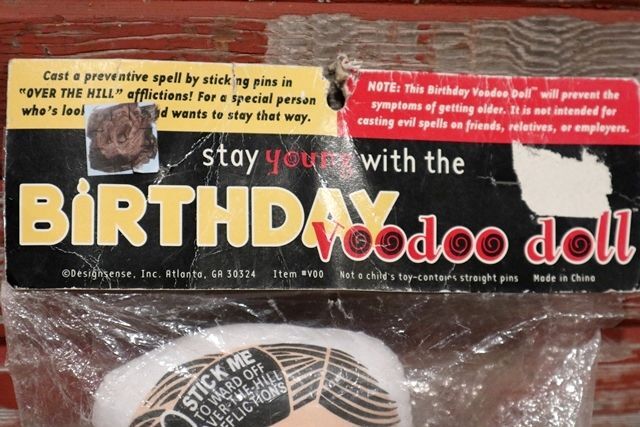 Cast a preventive spell by sticking pins in
"OVER THE HILL" afflictions! For a special person
who's and wants to stay that way.
NOTE: This Birthday Voodoo Doll™ will prevent the
symptoms of getting older. It is not intended for
casting evil spells on friends, relatives, or employers.
stay young with the
BiRTHDAY
voodoo doll
©Designsense, Inc. Atlanta, GA 30324 Item #VOO Not a child's toy-contains straight pins Made in China
STICK ME
TO WARD OFF
OVER-THE-HILL
AFFLICTIONS